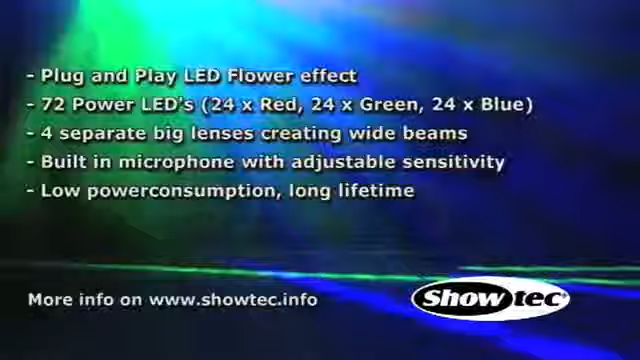 - Plug and Play LED Flower effect
- 72 Power LED's (24 x Red, 24 x Green, 24 x Blue)
- 4 separate big lenses creating wide beams
- Built in microphone with adjustable sensitivity
- Low powerconsumption, long lifetime
More info on www.showtec.info
Showtec®